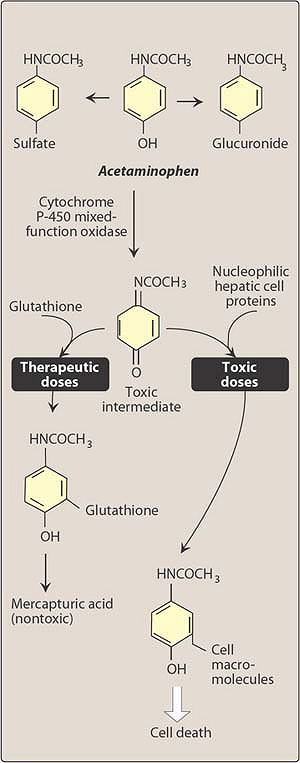 HNCOCH₃
HNCOCH₃
HNCOCH₃
Sulfate
OH
Glucuronide
Acetaminophen
Cytochrome
P-450 mixed-
function oxidase
NCOCH₃
O
Toxic
intermediate
Glutathione
Nucleophilic
hepatic cell
proteins
Therapeutic
doses
Toxic
doses
HNCOCH₃
Glutathione
OH
Mercapturic acid
(nontoxic)
HNCOCH₃
OH
Cell
macro-
molecules
Cell death